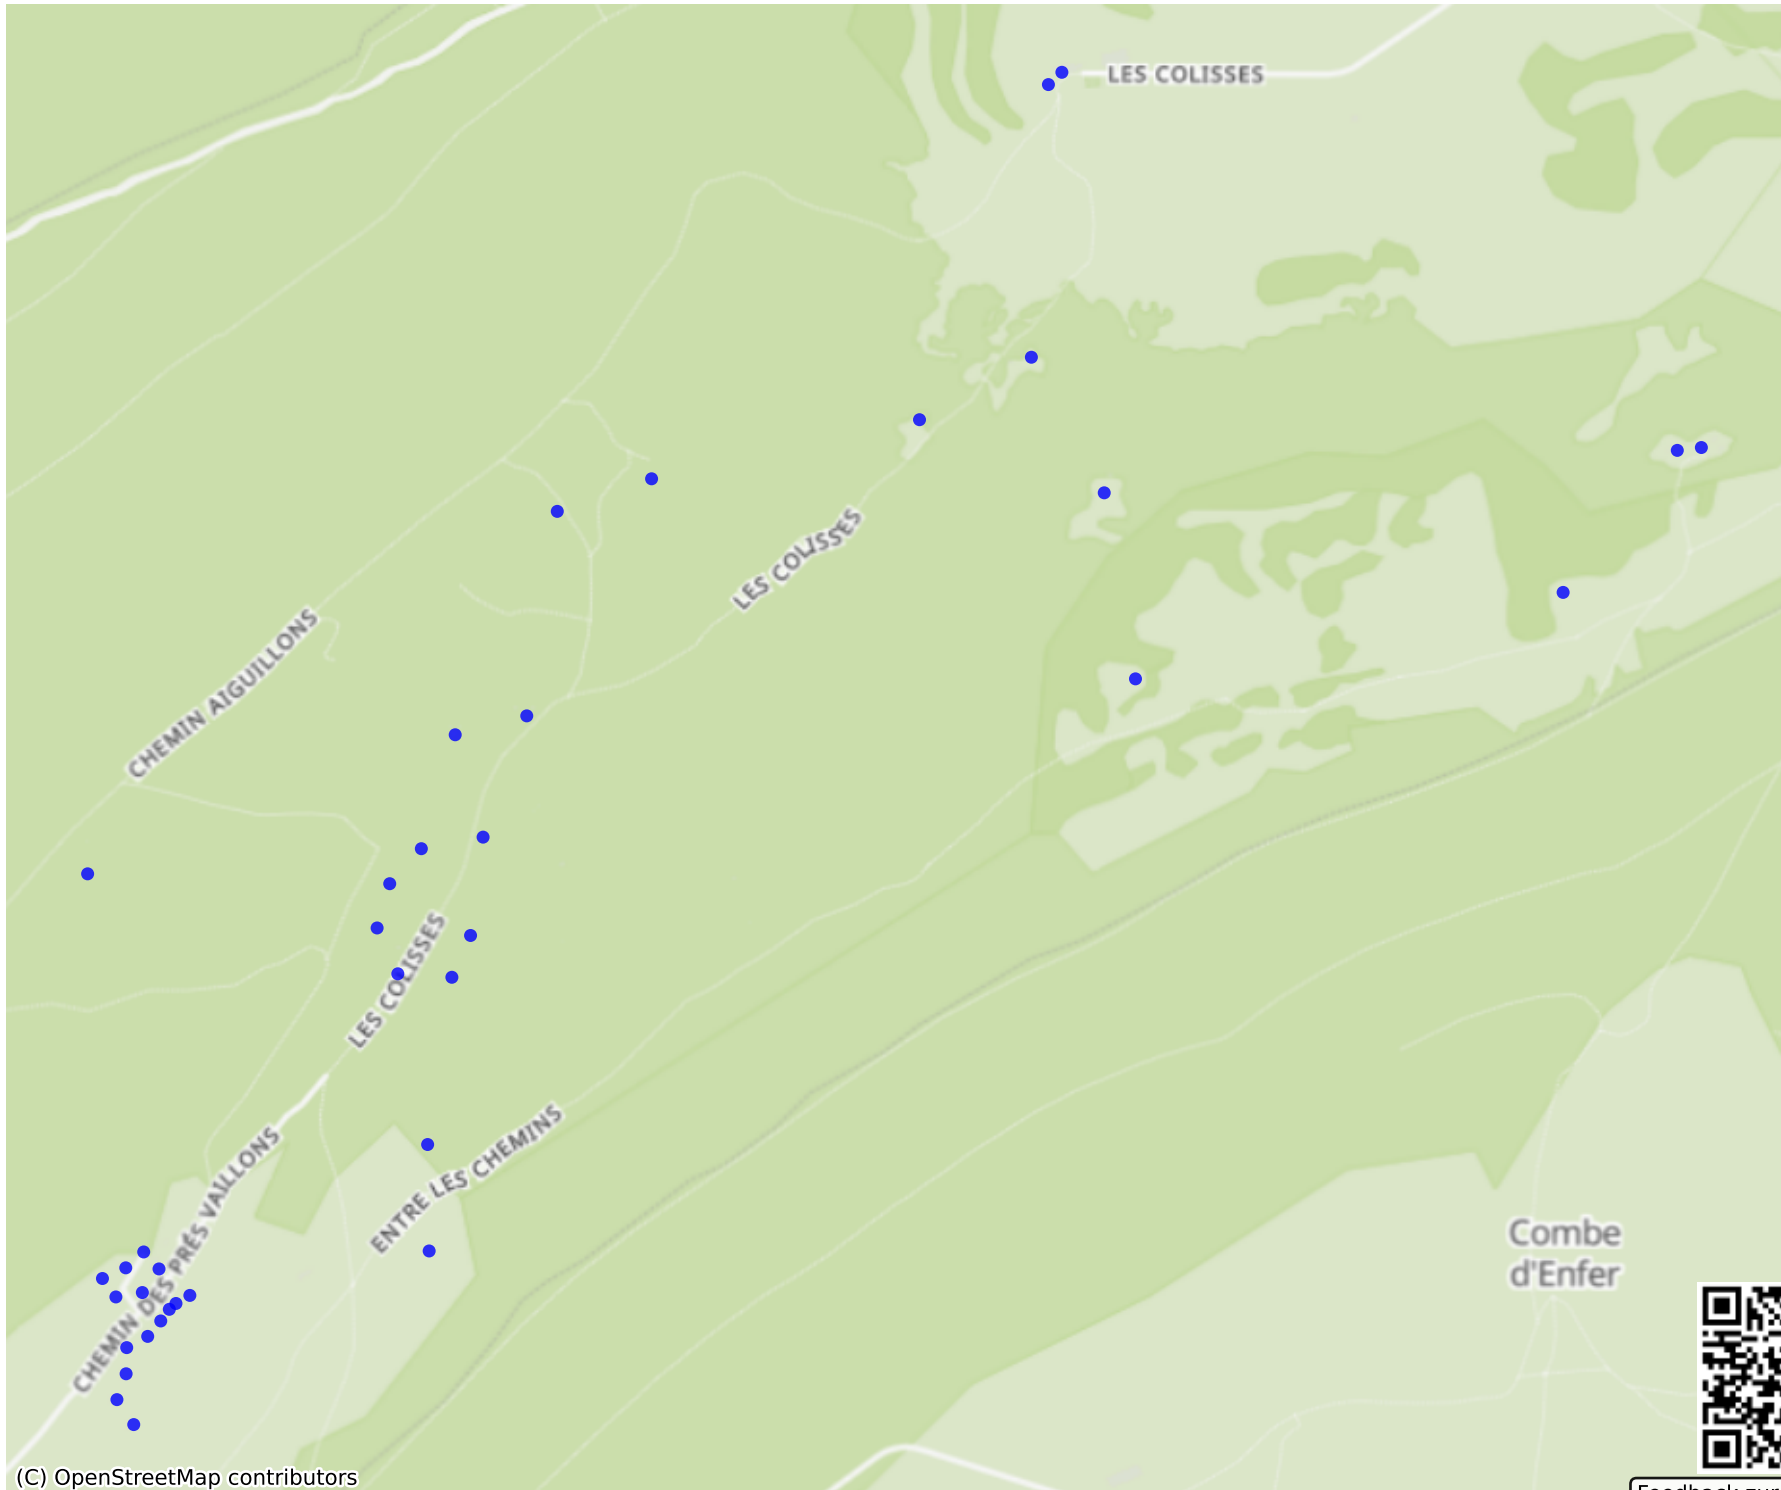 LES COLISSES
LES COLISSES
CHEMIN AIGUILLONS
LES COLISSES
CHEMIN DES PRÉS VAILLONS
ENTRE LES CHEMINS
Combe
d'Enfer
(C) OpenStreetMap contributors